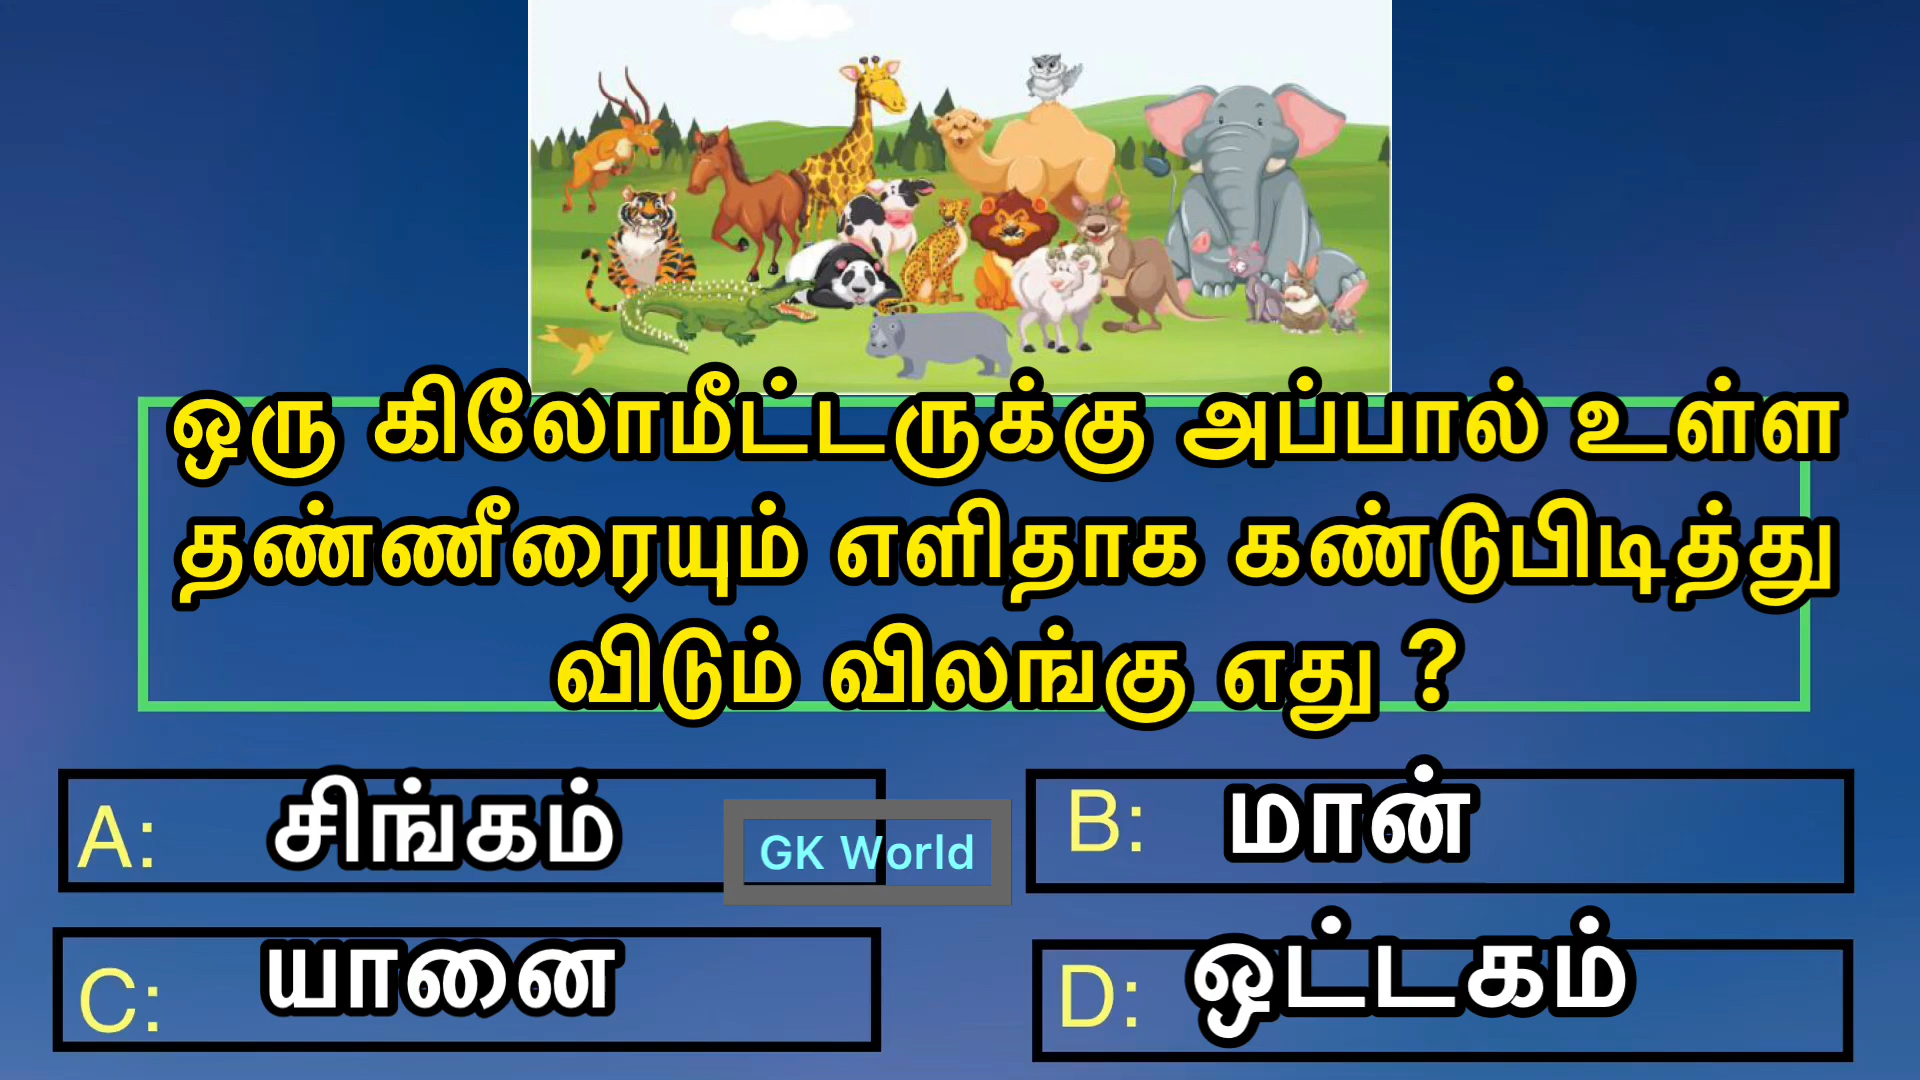 ஒரு கிலோமீட்டருக்கு அப்பால் உள்ள
தண்ணீரையும் எளிதாக கண்டுபிடித்து
விடும் விலங்கு எது ?
A: சிங்கம்
B: மான்
GK World
C: யானை
D: ஒட்டகம்